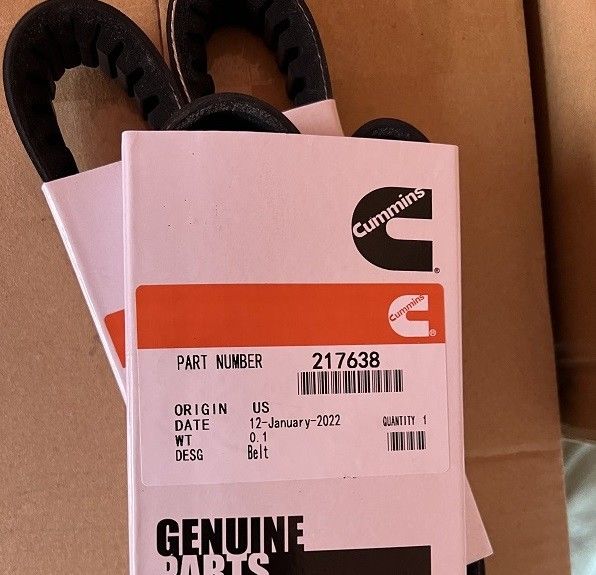 Cummins
®
Cummins
®
PART NUMBER 217638
ORIGIN US
DATE 12-January-2022 QUANTITY 1
WT 0.1
DESG Belt
GENUINE
PARTS